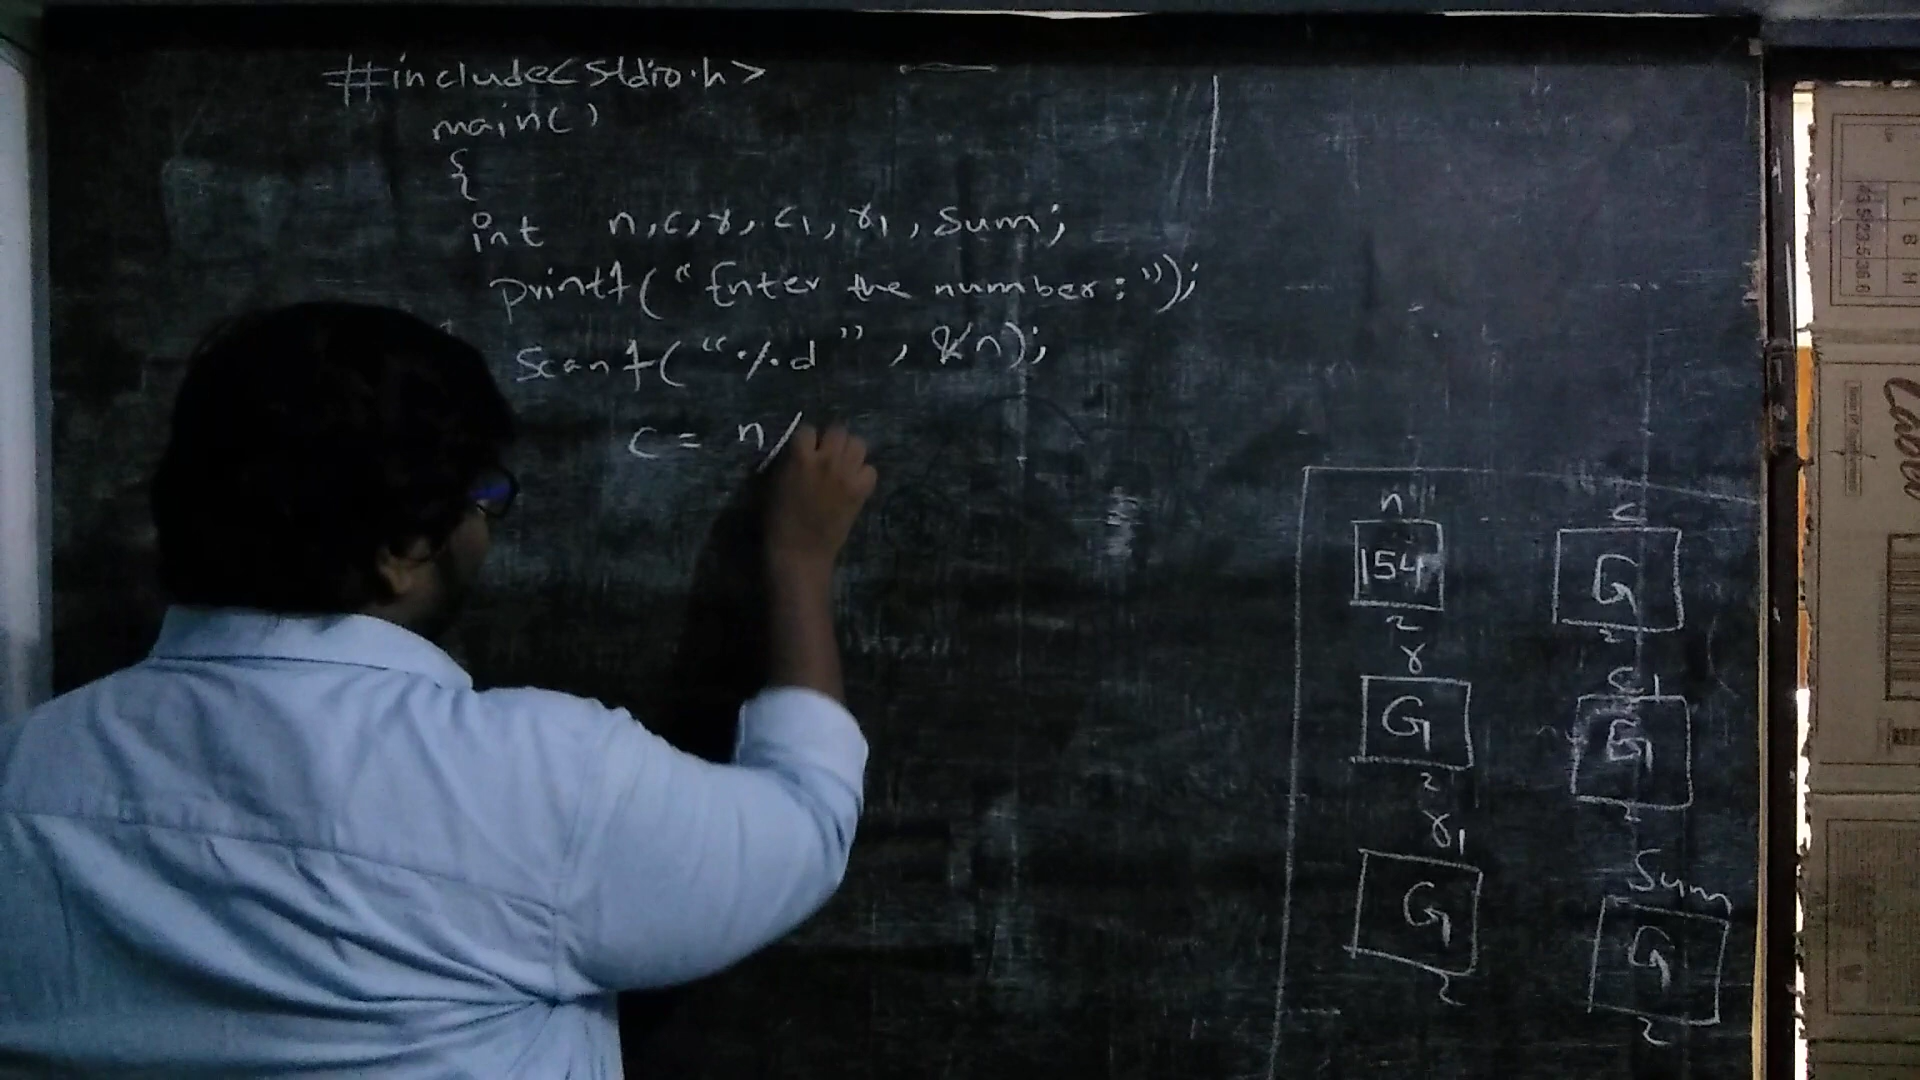 #include<stdio.h>
main()
{
int n,c,r,c1,r1,sum;
printf("Enter the number:");
scanf("%d", &n);
c= n/
n
154
2
c
G
2
r
G
2
c1
G
2
r1
G
2
Sum
G
2
L
B
H